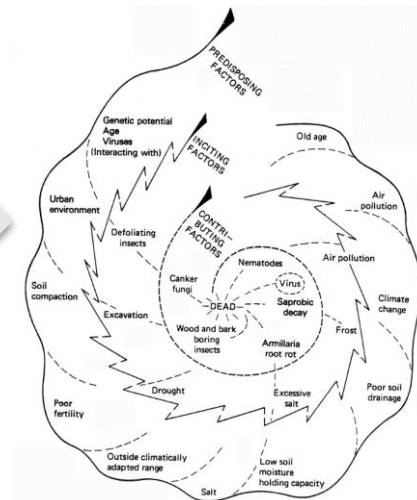 PREDISPOSING
FACTORS
INCITING
FACTORS
CONTRI-
BUTING
FACTORS
Genetic potential
Age
Viruses
(Interacting with)
Old age
Urban
environment
Defoliating
insects
Air
pollution
Nematodes
Air pollution
Canker
fungi
Virus
Soil
compaction
DEAD
Saprobic
decay
Climate
change
Excavation
Wood and bark
boring
insects
Armillaria
root rot
Frost
Poor soil
drainage
Drought
Excessive
salt
Poor
fertility
Outside climatically
adapted range
Low soil
moisture
holding capacity
Salt